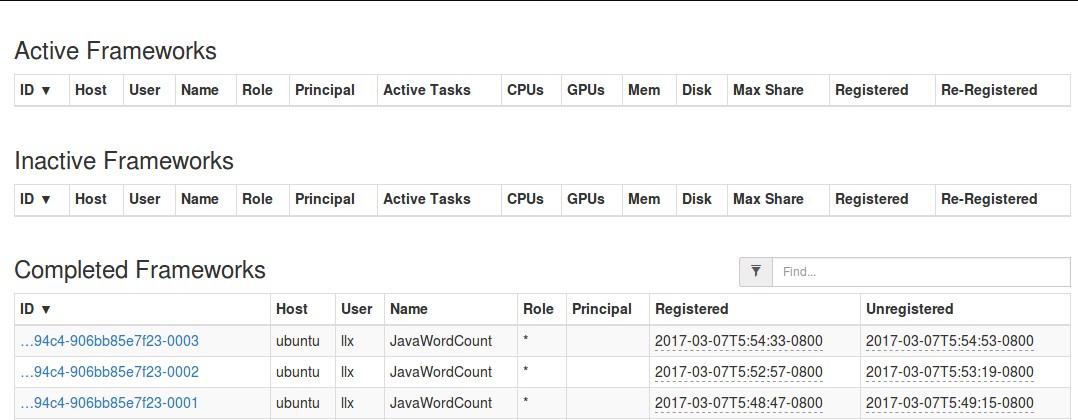 Active Frameworks
ID ▼ Host User Name Role Principal Active Tasks CPUs GPUs Mem Disk Max Share Registered Re-Registered
Inactive Frameworks
ID ▼ Host User Name Role Principal Active Tasks CPUs GPUs Mem Disk Max Share Registered Re-Registered
Completed Frameworks Find...
ID ▼ Host User Name Role Principal Registered Unregistered
…94c4-906bb85e7f23-0003 ubuntu llx JavaWordCount * 2017-03-07T5:54:33-0800 2017-03-07T5:54:53-0800
…94c4-906bb85e7f23-0002 ubuntu llx JavaWordCount * 2017-03-07T5:52:57-0800 2017-03-07T5:53:19-0800
…94c4-906bb85e7f23-0001 ubuntu llx JavaWordCount * 2017-03-07T5:48:47-0800 2017-03-07T5:49:15-0800